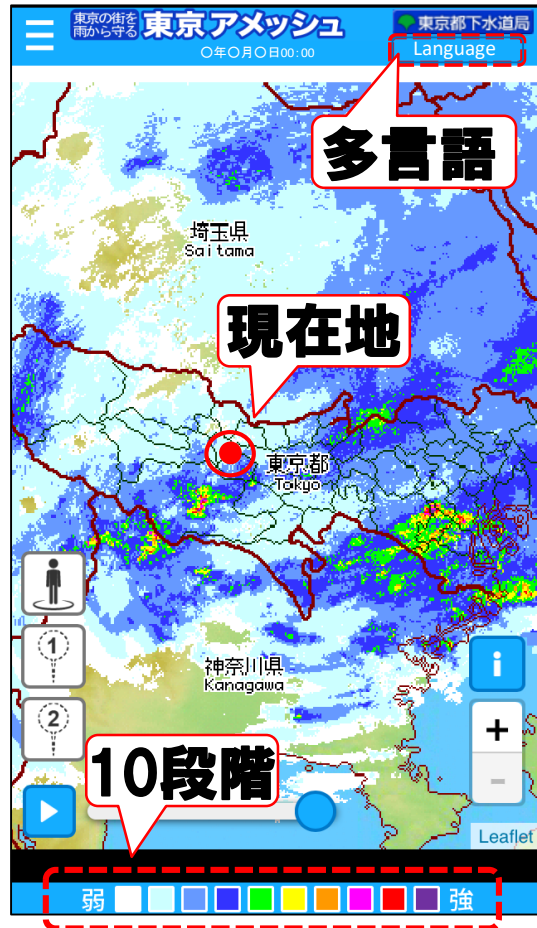 東京の街を
雨から守る
東京アメッシュ
東京都下水道局
〇年〇月〇日00:00
Language
多言語
埼玉県
Saitama
現在地
東京都
Tokyo
神奈川県
Kanagawa
1
2
i
+
-
10段階
Leaflet
弱 強